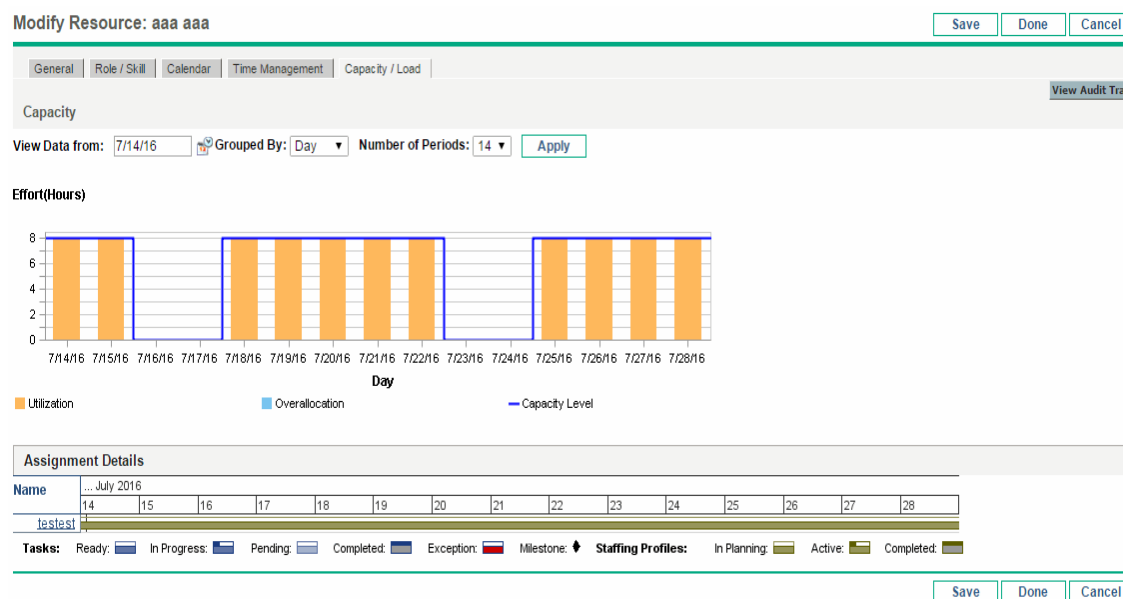 Modify Resource: aaa aaa Save Done Cancel
General Role / Skill Calendar Time Management Capacity / Load
View Audit Tra
Capacity
View Data from: 7/14/16 Grouped By: Day Number of Periods: 14 Apply
Effort(Hours)
8
6
4
2
0
7/14/16 7/15/16 7/16/16 7/17/16 7/18/16 7/19/16 7/20/16 7/21/16 7/22/16 7/23/16 7/24/16 7/25/16 7/26/16 7/27/16 7/28/16
Day
Utilization Overallocation Capacity Level
Assignment Details
Name ... July 2016
14 15 16 17 18 19 20 21 22 23 24 25 26 27 28
testest
Tasks: Ready: In Progress: Pending: Completed: Exception: Milestone: Staffing Profiles: In Planning: Active: Completed:
Save Done Cancel